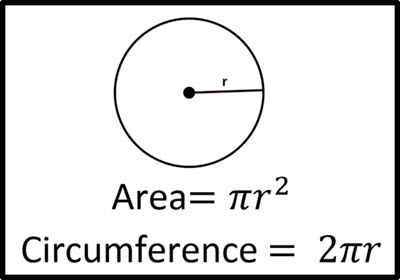 r
Area= 𝜋𝑟²
Circumference = 2𝜋𝑟